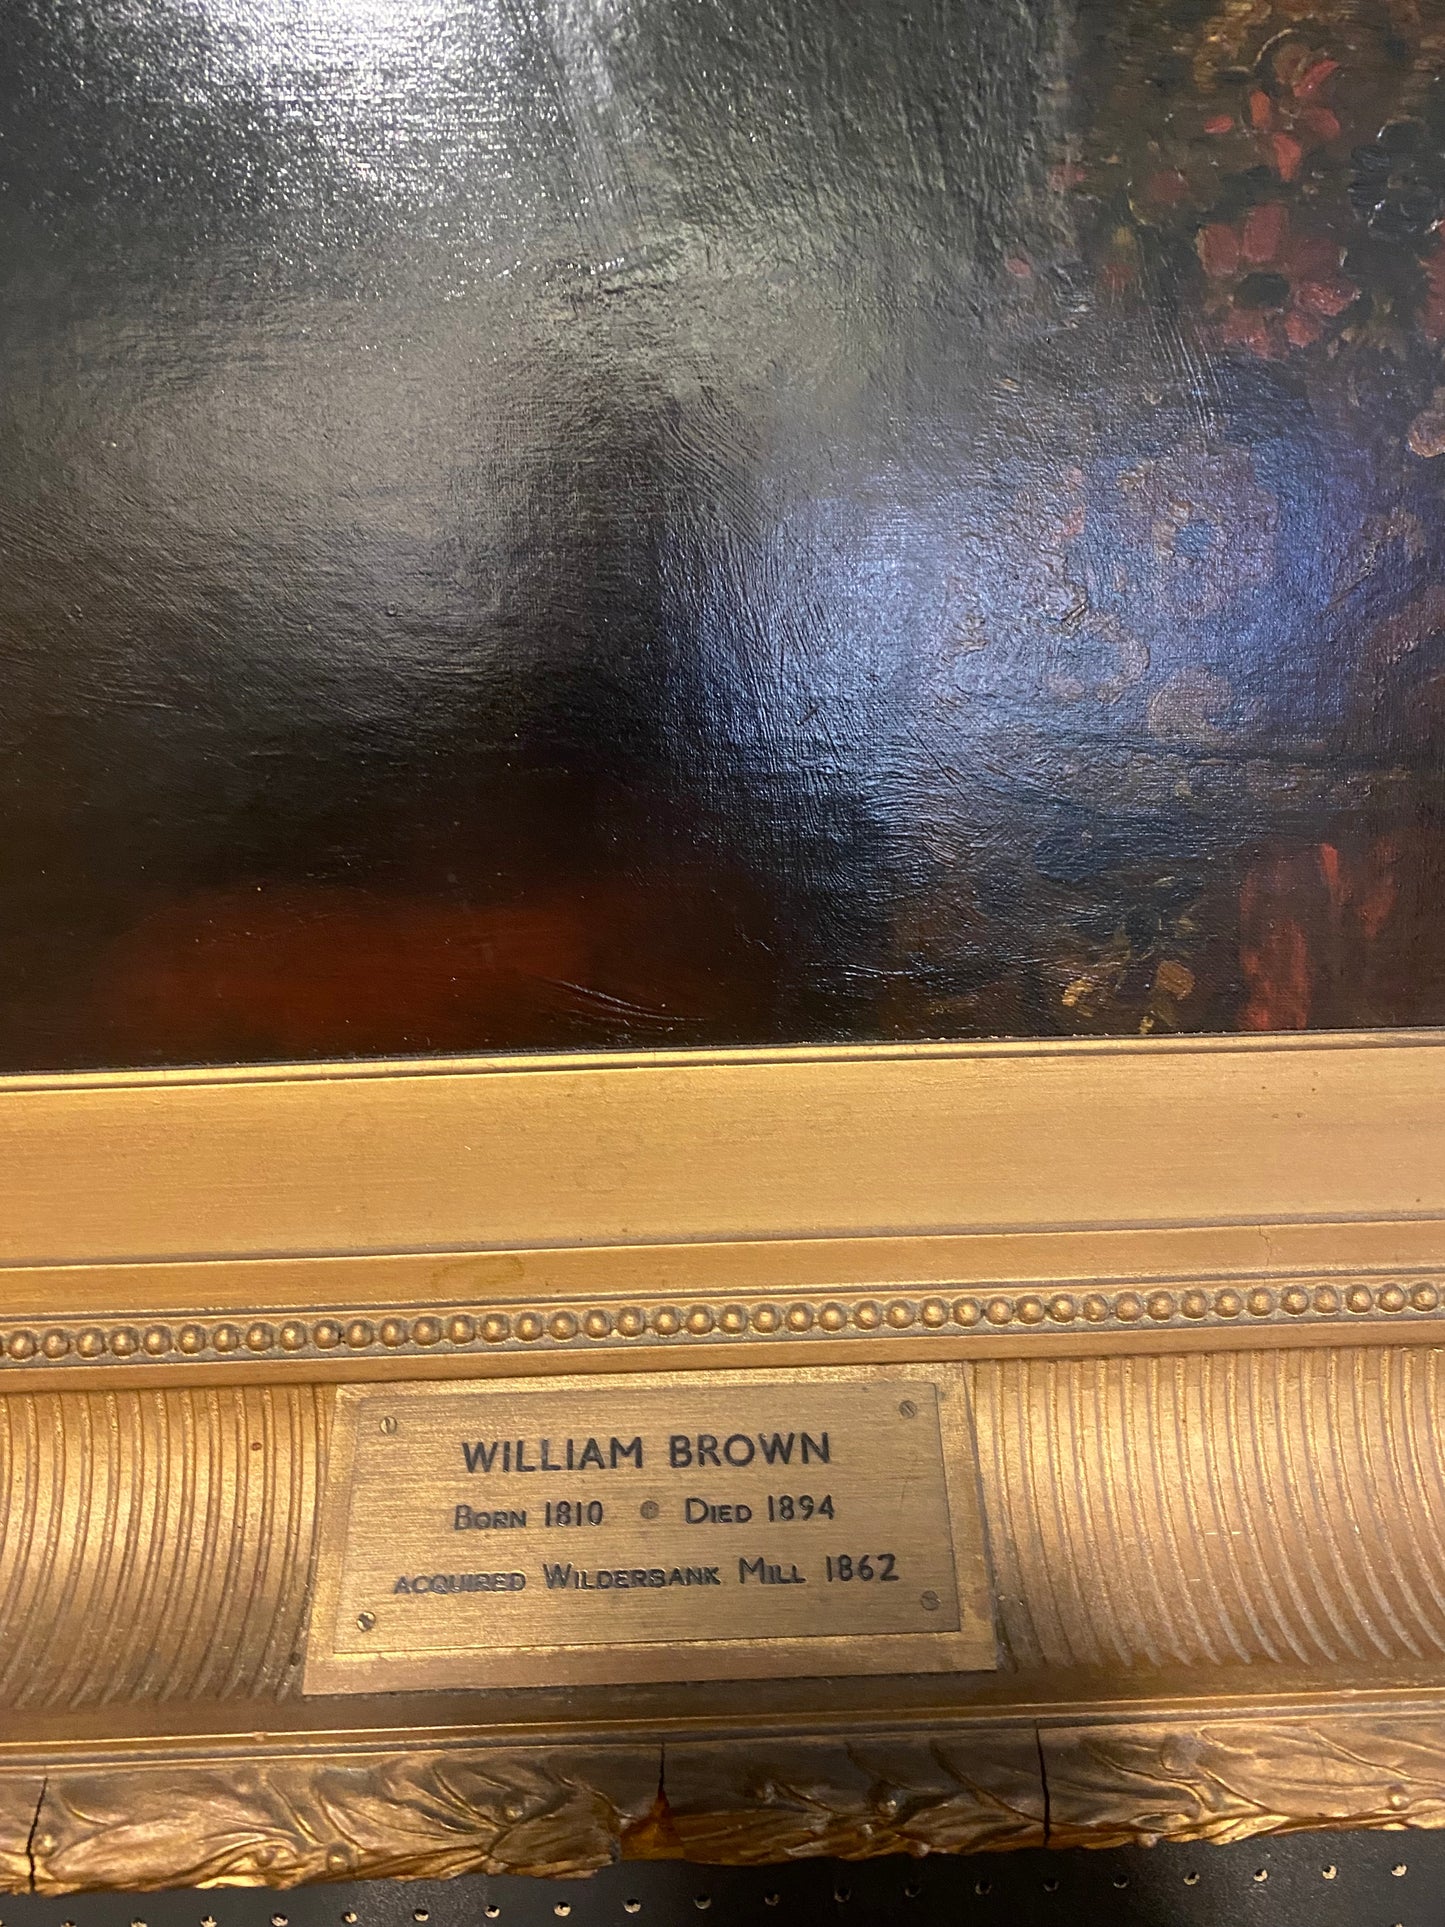 WILLIAM BROWN
BORN 1810 • DIED 1894
ACQUIRED WILDERBANK MILL 1862